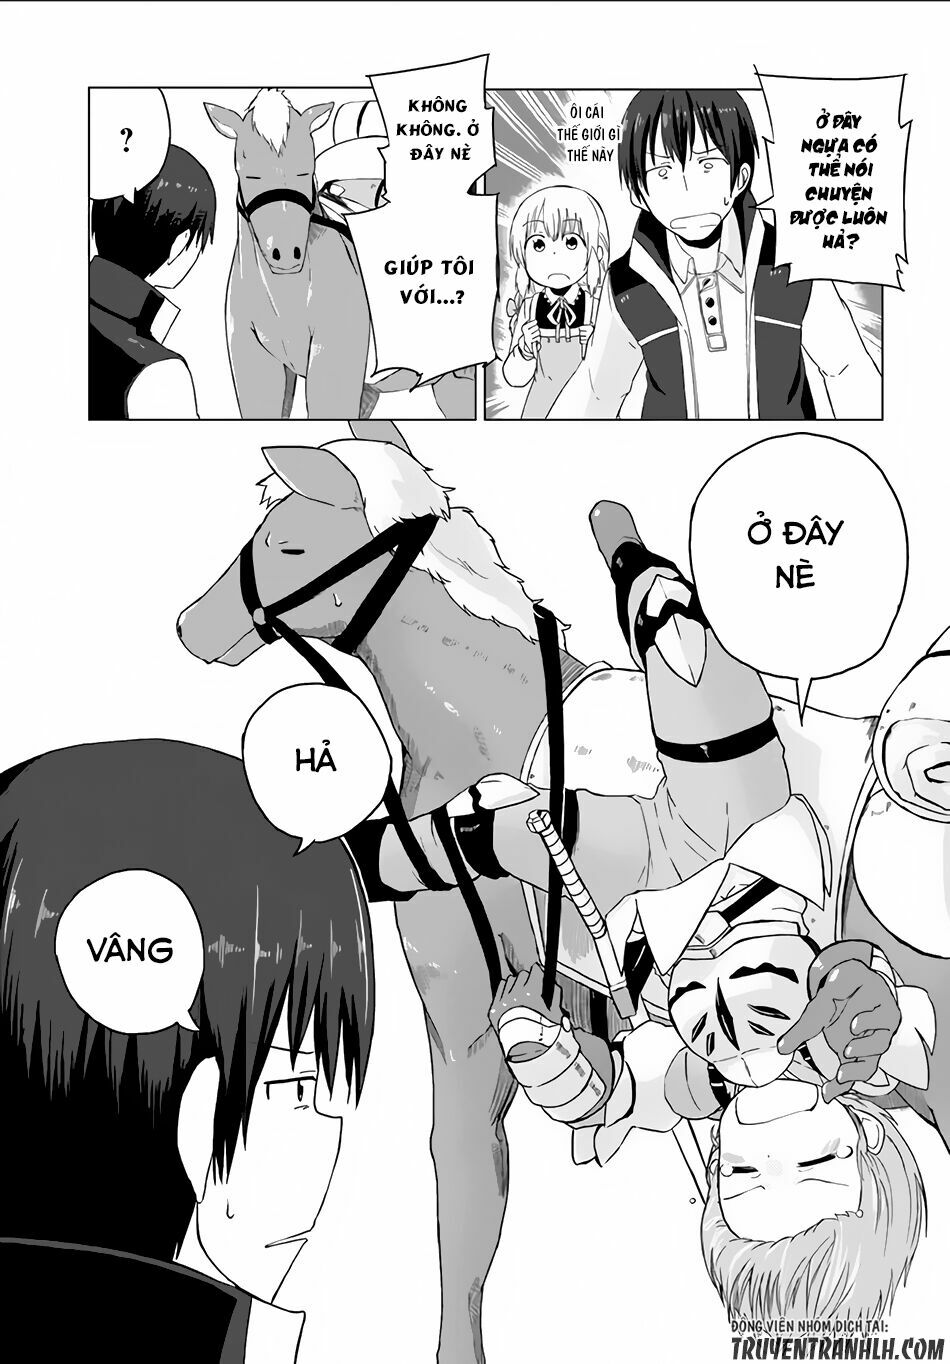 Ở ĐÂY
NGỰA CÓ
THỂ NÓI
CHUYỆN
ĐƯỢC LUÔN
HẢ?
ÔI CÁI
THẾ GIỚI GÌ
THẾ NÀY
KHÔNG
KHÔNG. Ở
ĐÂY NÈ
GIÚP TÔI
VỚI...?
?
Ở ĐÂY
NÈ
HẢ
VÂNG
ĐỘNG VIÊN NHÓM DỊCH TẠI:
TRUYENTRANHLH.COM